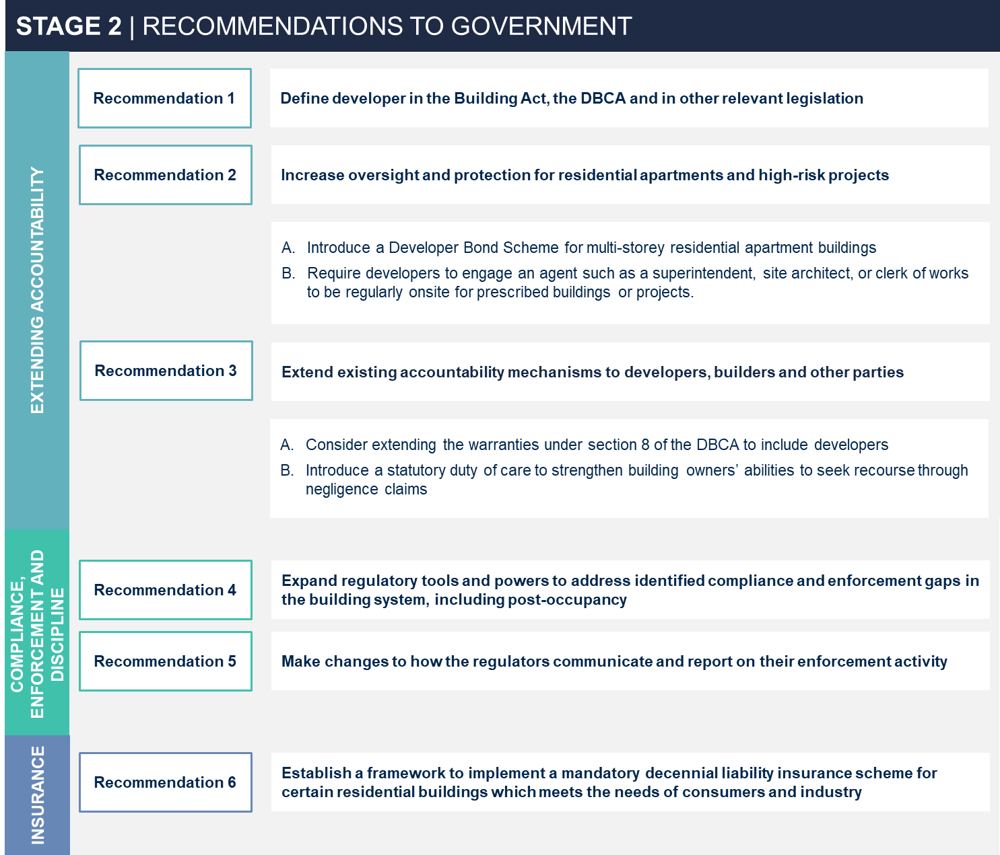 STAGE 2 | RECOMMENDATIONS TO GOVERNMENT
EXTENDING ACCOUNTABILITY
Recommendation 1
Define developer in the Building Act, the DBCA and in other relevant legislation
Recommendation 2
Increase oversight and protection for residential apartments and high-risk projects
A. Introduce a Developer Bond Scheme for multi-storey residential apartment buildings
B. Require developers to engage an agent such as a superintendent, site architect, or clerk of works
to be regularly onsite for prescribed buildings or projects.
Recommendation 3
Extend existing accountability mechanisms to developers, builders and other parties
A. Consider extending the warranties under section 8 of the DBCA to include developers
B. Introduce a statutory duty of care to strengthen building owners’ abilities to seek recourse through
negligence claims
COMPLIANCE,
ENFORCEMENT AND
DISCIPLINE
Recommendation 4
Expand regulatory tools and powers to address identified compliance and enforcement gaps in
the building system, including post-occupancy
Recommendation 5
Make changes to how the regulators communicate and report on their enforcement activity
INSURANCE
Recommendation 6
Establish a framework to implement a mandatory decennial liability insurance scheme for
certain residential buildings which meets the needs of consumers and industry